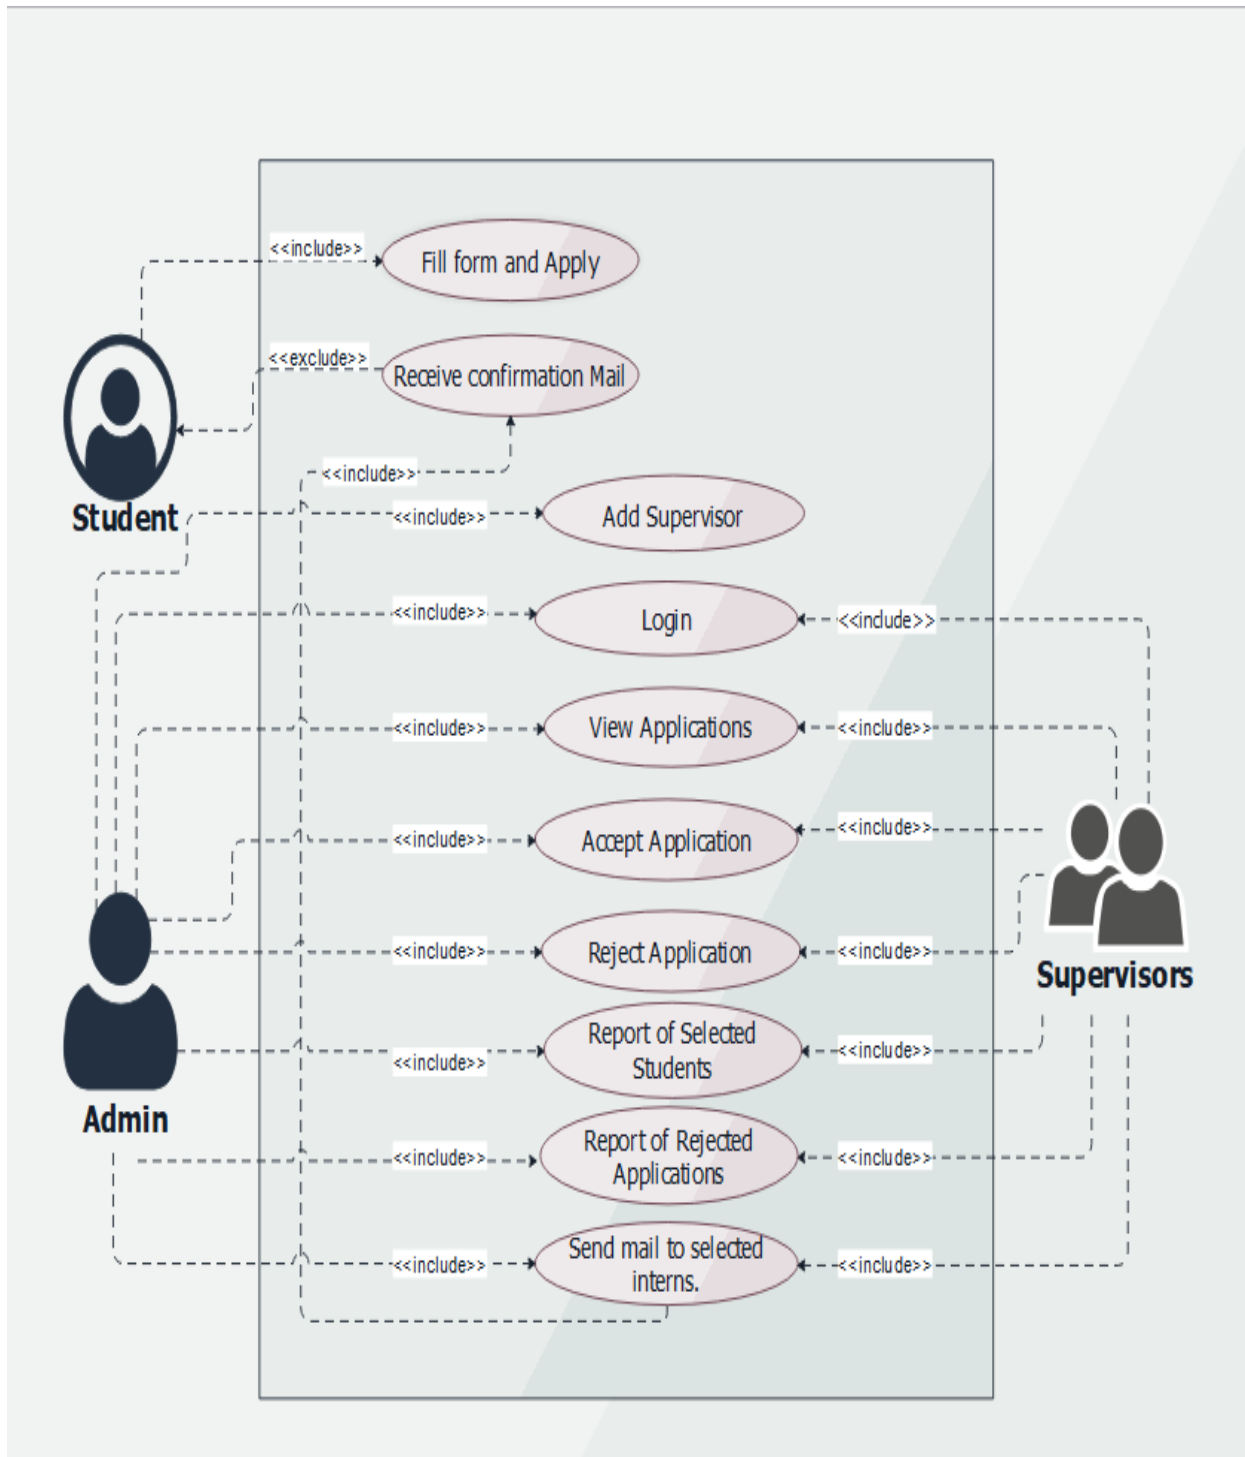 <<include>>
Fill form and Apply
<<exclude>>
Receive confirmation Mail
<<include>>
Student
<<include>>
Add Supervisor
<<include>>
Login
<<include>>
<<include>>
View Applications
<<include>>
<<include>>
Accept Application
<<include>>
<<include>>
Reject Application
<<include>>
Supervisors
<<include>>
Report of Selected
Students
<<include>>
Admin
<<include>>
Report of Rejected
Applications
<<include>>
<<include>>
Send mail to selected
interns.
<<include>>